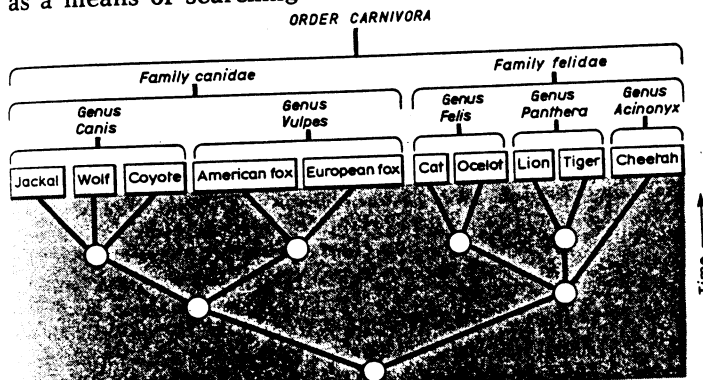 as a means of searching
ORDER CARNIVORA
Family canidae
Family felidae
Genus Canis
Genus Vulpes
Genus Felis
Genus Panthera
Genus Acinonyx
Jackal
Wolf
Coyote
American fox
European fox
Cat
Ocelot
Lion
Tiger
Cheetah
Time